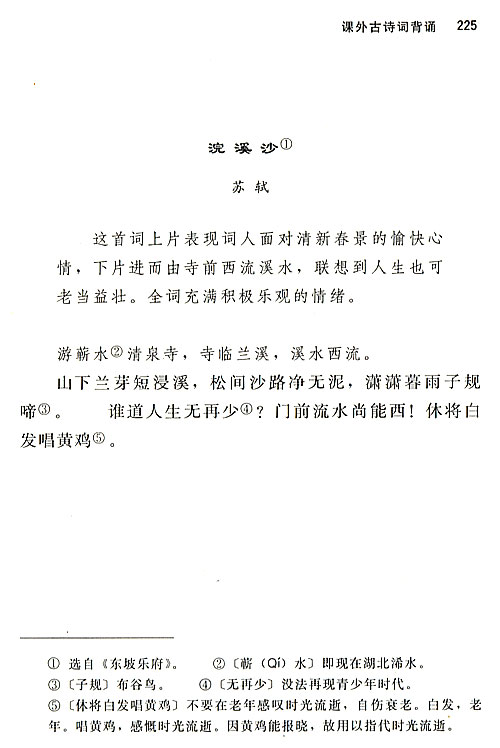 课外古诗词背诵 225
浣溪沙①
苏轼
这首词上片表现词人面对清新春景的愉快心
情，下片进而由寺前西流溪水，联想到人生也可
老当益壮。全词充满积极乐观的情绪。
游蕲水②清泉寺，寺临兰溪，溪水西流。
山下兰芽短浸溪，松间沙路净无泥，潇潇暮雨子规
啼③。 谁道人生无再少④？门前流水尚能西！休将白
发唱黄鸡⑤。
① 选自《东坡乐府》。 ②〔蕲（Qí）水〕即现在湖北浠水。
③〔子规〕布谷鸟。 ④〔无再少〕没法再现青少年时代。
⑤〔休将白发唱黄鸡〕不要在老年感叹时光流逝，自伤衰老。白发，老
年。唱黄鸡，感慨时光流逝。因黄鸡能报晓，故用以指代时光流逝。